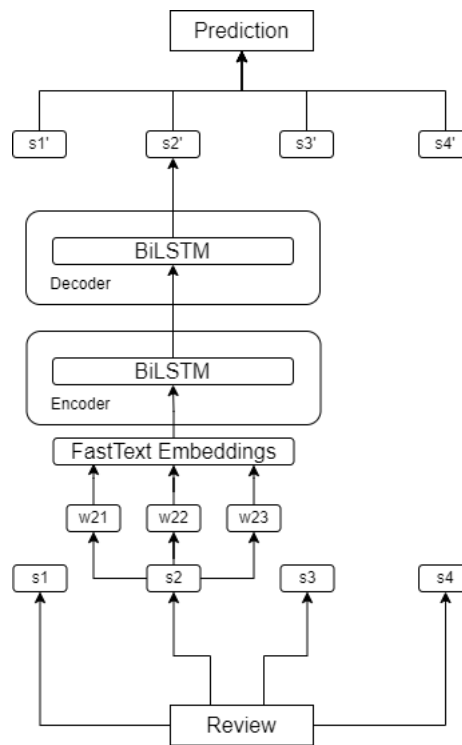 Prediction
s1' s2' s3' s4'
BiLSTM
Decoder
BiLSTM
Encoder
FastText Embeddings
w21 w22 w23
s1 s2 s3 s4
Review